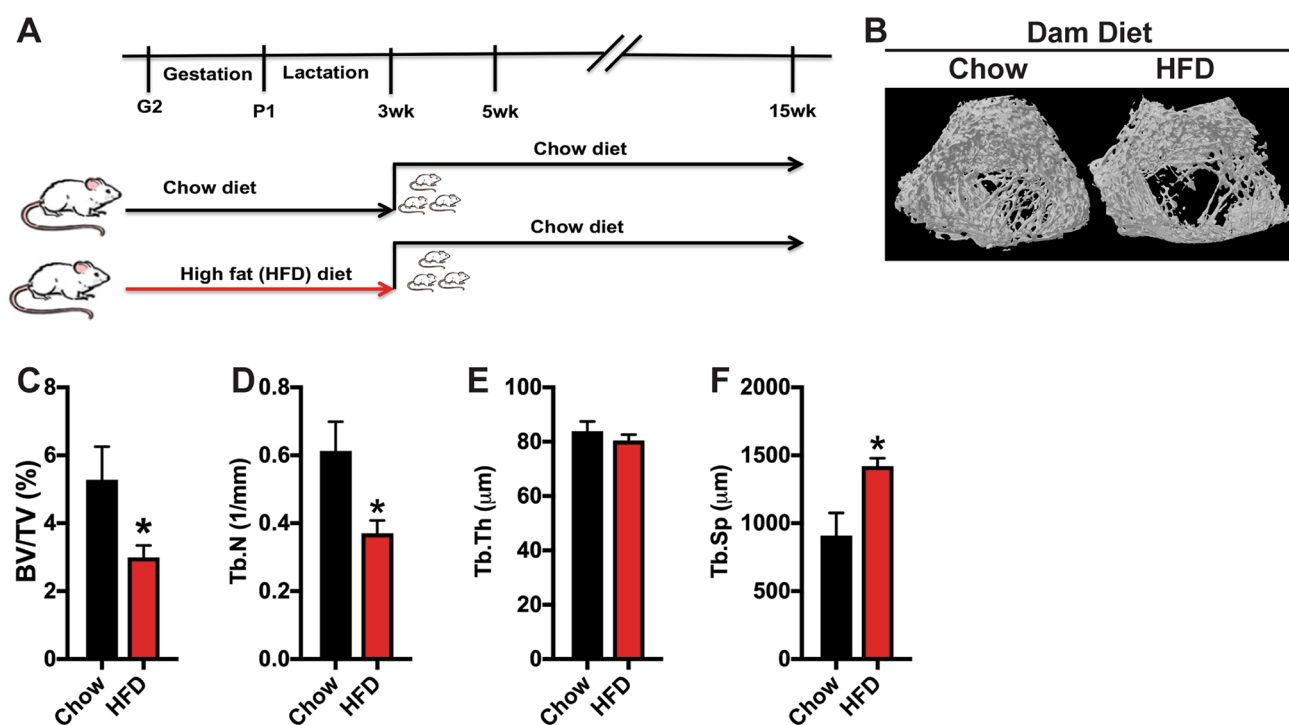 A
Gestation
Lactation
G2
P1
3wk
5wk
15wk
Chow diet
Chow diet
Chow diet
High fat (HFD) diet
B
Dam Diet
Chow HFD
C
BV/TV (%)
8
6
4
2
0
*
Chow
HFD
D
Tb.N (1/mm)
0.8
0.6
0.4
0.2
0.0
*
Chow
HFD
E
Tb.Th (μm)
100
80
60
40
20
0
Chow
HFD
F
Tb.Sp (μm)
2000
1500
1000
500
0
*
Chow
HFD